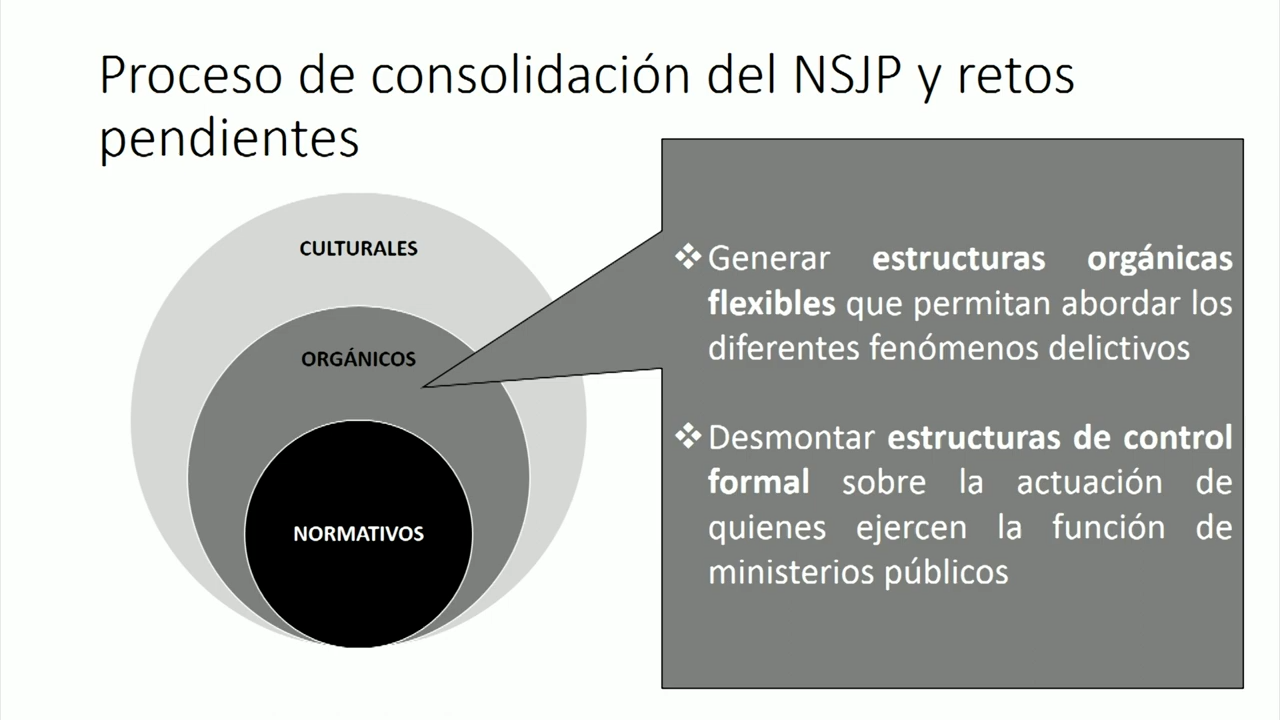 Proceso de consolidación del NSJP y retos
pendientes
CULTURALES
ORGÁNICOS
NORMATIVOS
❖Generar estructuras orgánicas
flexibles que permitan abordar los
diferentes fenómenos delictivos
❖Desmontar estructuras de control
formal sobre la actuación de
quienes ejercen la función de
ministerios públicos